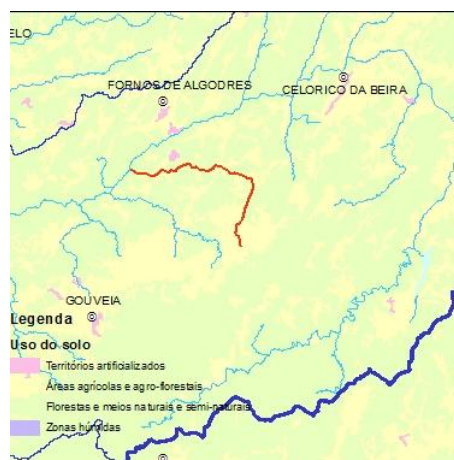 ELO
FORNOS DE ALGODRES
CELORICO DA BEIRA
GOUVEIA
Legenda
Uso do solo
Territórios artificializados
Áreas agrícolas e agro-florestais
Florestas e meios naturais e semi-naturais
Zonas húmidas